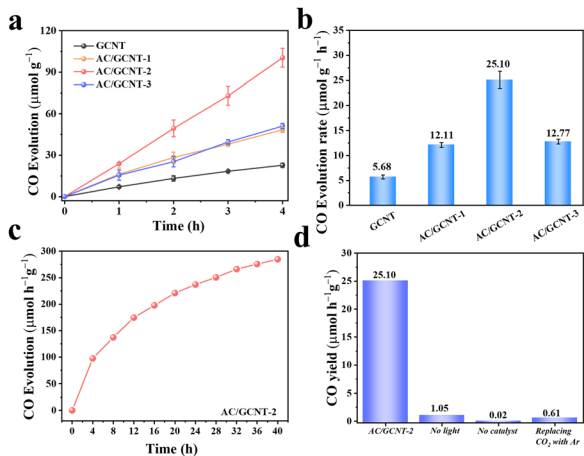 a
CO Evolution (μmol g⁻¹)
120
90
60
30
0
GCNT
AC/GCNT-1
AC/GCNT-2
AC/GCNT-3
0 1 2 3 4
Time (h)
b
CO Evolution rate (μmol g⁻¹ h⁻¹)
35
30
25
20
15
10
5
0
5.68
12.11
25.10
12.77
GCNT
AC/GCNT-1
AC/GCNT-2
AC/GCNT-3
c
CO Evolution (μmol h⁻¹g⁻¹)
300
250
200
150
100
50
0
AC/GCNT-2
0 4 8 12 16 20 24 28 32 36 40
Time (h)
d
CO yield (μmol h⁻¹g⁻¹)
30
25
20
15
10
5
0
25.10
1.05
0.02
0.61
AC/GCNT-2 No light No catalyst Replacing
CO₂ with Ar